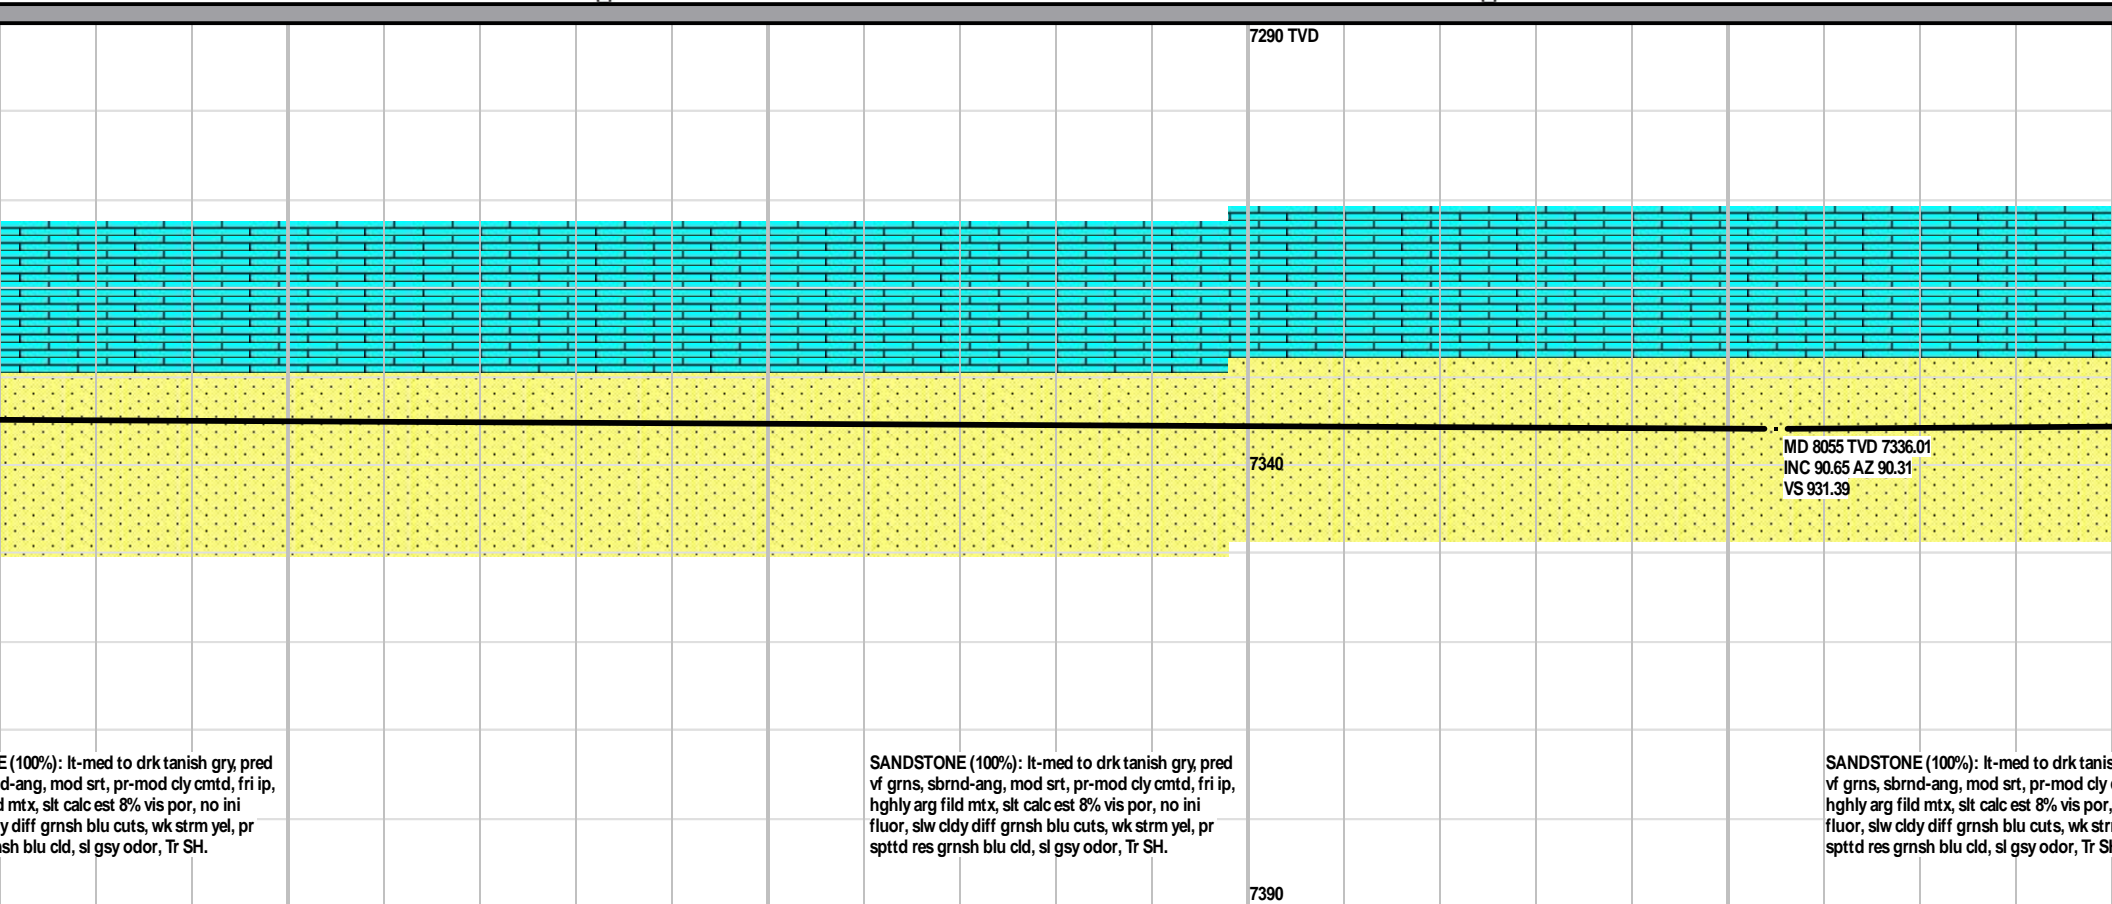 7290 TVD
7340
MD 8055 TVD 7336.01
INC 90.65 AZ 90.31
VS 931.39
E (100%): lt-med to drk tanish gry, pred
d-ang, mod srt, pr-mod cly cmtd, fri ip,
d mtx, slt calc est 8% vis por, no ini
y diff grnsh blu cuts, wk strm yel, pr
nsh blu cld, sl gsy odor, Tr SH.
SANDSTONE (100%): lt-med to drk tanish gry, pred
vf grns, sbrnd-ang, mod srt, pr-mod cly cmtd, fri ip,
hghly arg fild mtx, slt calc est 8% vis por, no ini
fluor, slw cldy diff grnsh blu cuts, wk strm yel, pr
spttd res grnsh blu cld, sl gsy odor, Tr SH.
SANDSTONE (100%): lt-med to drk tanis
vf grns, sbrnd-ang, mod srt, pr-mod cly
hghly arg fild mtx, slt calc est 8% vis por,
fluor, slw cldy diff grnsh blu cuts, wk str
spttd res grnsh blu cld, sl gsy odor, Tr S
7390